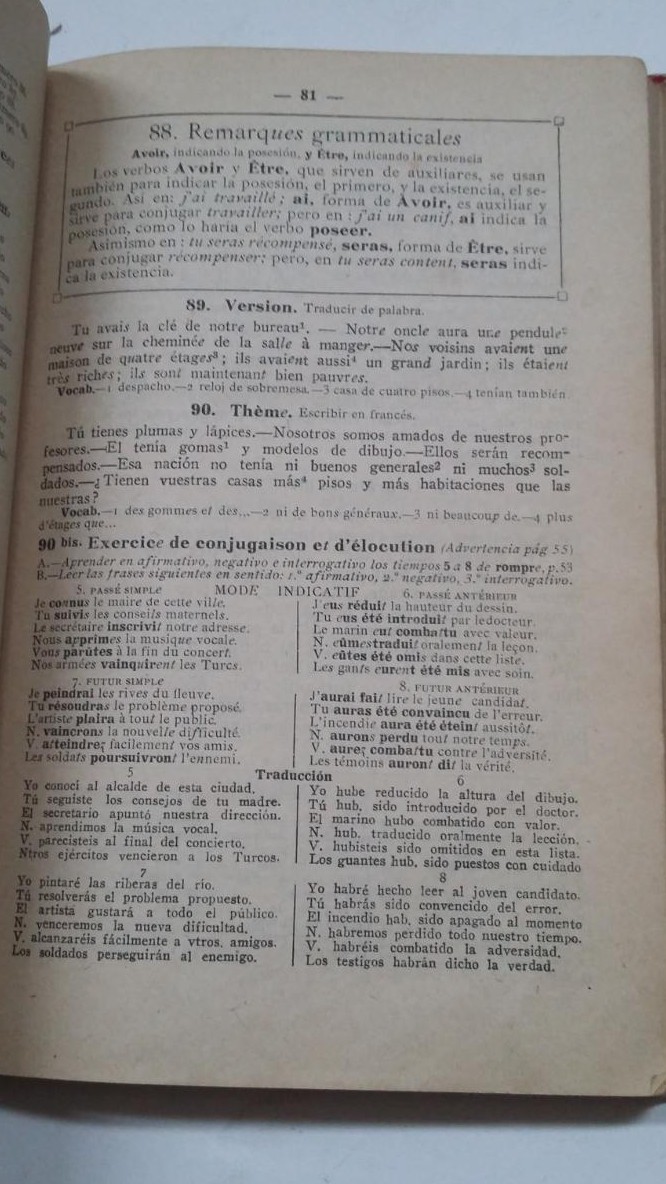 — 81 —
88. Remarques grammaticales
Avoir, indicando la posesión, y Être, indicando la existencia
Los verbos Avoir y Être, que sirven de auxiliares, se usan
también para indicar la posesión, el primero, y la existencia, el se-
gundo. Así en: j'ai travaillé; ai, forma de Avoir, es auxiliar y
sirve para conjugar travailler; pero en: j'ai un canif, ai indica la
posesión, como lo haría el verbo poseer.
Asimismo en: tu seras récompensé, seras, forma de Être, sirve
para conjugar récompenser; pero, en tu seras content, seras indi-
ca la existencia.
89. Version. Traducir de palabra.
Tu avais la clé de notre bureau¹. — Notre oncle aura une pendule²
neuve sur la cheminée de la salle à manger.—Nos voisins avaient une
maison de quatre étages³; ils avaient aussi⁴ un grand jardin; ils étaient
très riches; ils sont maintenant bien pauvres.
Vocab.—1 despacho.—2 reloj de sobremesa.—3 casa de cuatro pisos.—4 tenían también.
90. Thème. Escribir en francés.
Tú tienes plumas y lápices.—Nosotros somos amados de nuestros pro-
fesores.—El tenía gomas¹ y modelos de dibujo.—Ellos serán recom-
pensados.—Esa nación no tenía ni buenos generales² ni muchos³ sol-
dados.—¿Tienen vuestras casas más⁴ pisos y más habitaciones que las
nuestras?
Vocab.—1 des gommes et des...—2 ni de bons généraux.—3 ni beaucoup de.—4 plus
d'étages que...
90 bis. Exercice de conjugaison et d'élocution (Advertencia pág 55)
A.—Aprender en afirmativo, negativo e interrogativo los tiempos 5 a 8 de rompre, p.53
B.—Leer las frases siguientes en sentido: 1.º afirmativo, 2.º negativo, 3.º interrogativo.
MODE INDICATIF
5. PASSÉ SIMPLE
Je connus le maire de cette ville.
Tu suivis les conseils maternels.
Le secrétaire inscrivit notre adresse.
Nous apprîmes la musique vocale.
Vous parûtes à la fin du concert.
Nos armées vainquirent les Turcs.
6. PASSÉ ANTÉRIEUR
J'eus réduit la hauteur du dessin.
Tu eus été introduit par le docteur.
Le marin eut combattu avec valeur.
N. eûmes traduit oralement la leçon.
V. eûtes été omis dans cette liste.
Les gants eurent été mis avec soin.
7. FUTUR SIMPLE
Je peindrai les rives du fleuve.
Tu résoudras le problème proposé.
L'artiste plaira à tout le public.
N. vaincrons la nouvelle difficulté.
V. atteindrez facilement vos amis.
Les soldats poursuivront l'ennemi.
8. FUTUR ANTÉRIEUR
J'aurai fait lire le jeune candidat.
Tu auras été convaincu de l'erreur.
L'incendie aura été éteint aussitôt.
N. aurons perdu tout notre temps.
V. aurez combattu contre l'adversité.
Les témoins auront dit la vérité.
Traducción
5
Yo conocí al alcalde de esta ciudad.
Tú seguiste los consejos de tu madre.
El secretario apuntó nuestra dirección.
N. aprendimos la música vocal.
V. parecisteis al final del concierto.
Ntros ejércitos vencieron a los Turcos.
6
Yo hube reducido la altura del dibujo.
Tú hub. sido introducido por el doctor.
El marino hubo combatido con valor.
N. hub. traducido oralmente la lección.
V. hubisteis sido omitidos en esta lista.
Los guantes hub. sido puestos con cuidado
7
Yo pintaré las riberas del río.
Tú resolverás el problema propuesto.
El artista gustará a todo el público.
N. venceremos la nueva dificultad.
V. alcanzaréis fácilmente a vtros. amigos.
Los soldados perseguirán al enemigo.
8
Yo habré hecho leer al joven candidato.
Tú habrás sido convencido del error.
El incendio hab. sido apagado al momento
N. habremos perdido todo nuestro tiempo.
V. habréis combatido la adversidad.
Los testigos habrán dicho la verdad.